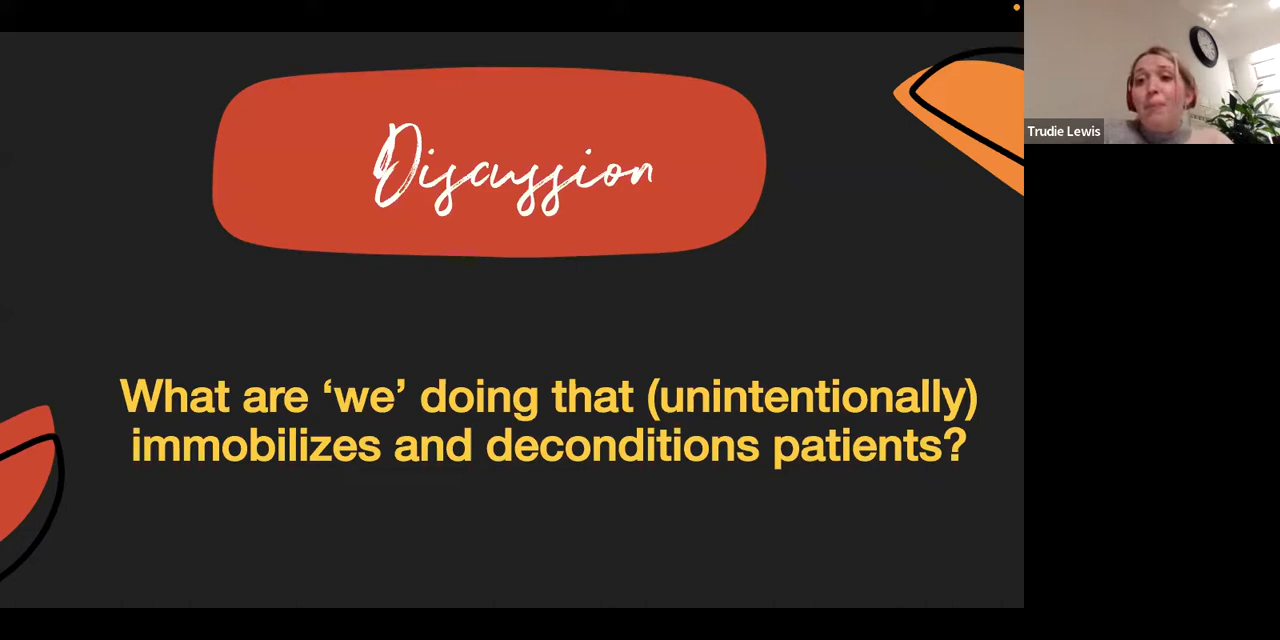 Discussion
What are ‘we’ doing that (unintentionally)
immobilizes and deconditions patients?
Trudie Lewis